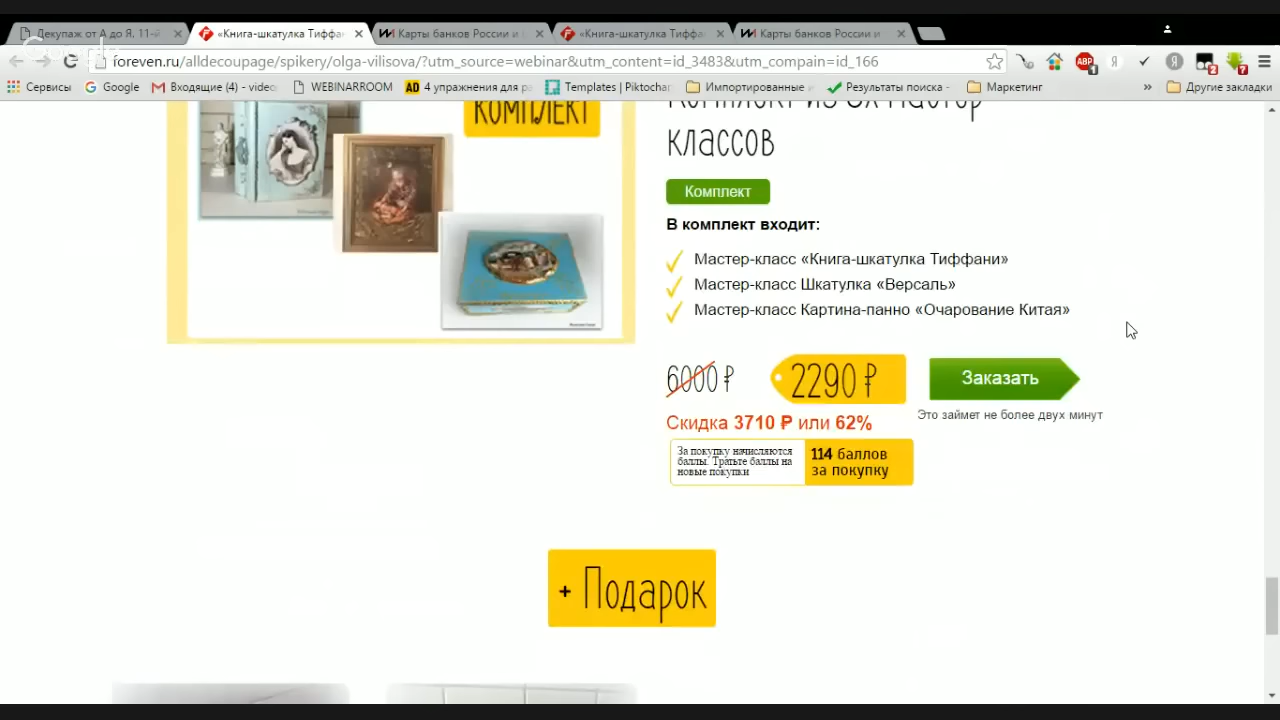 Декупаж от А до Я, 11-й
«Книга-шкатулка Тиффа
Карты банков России и
«Книга-шкатулка Тиффа
Карты банков России и
foreven.ru/alldecoupage/spikery/olga-vilisova/?utm_source=webinar&utm_content=id_3483&utm_compain=id_166
Сервисы
Google
Входящие (4) - video
WEBINARROOM
4 упражнения для р
Templates | Piktochar
Импортированные
Результаты поиска -
Маркетинг
» Другие закладки
КОМПЛЕКТ
Комплект из 3х мастер
классов
Комплект
В комплект входит:
Мастер-класс «Книга-шкатулка Тиффани»
Мастер-класс Шкатулка «Версаль»
Мастер-класс Картина-панно «Очарование Китая»
6000 ₽
2290 ₽
Заказать
Это займет не более двух минут
Скидка 3710 ₽ или 62%
За покупку начисляются
баллы. Тратьте баллы на
новые покупки
114 баллов
за покупку
+ Подарок